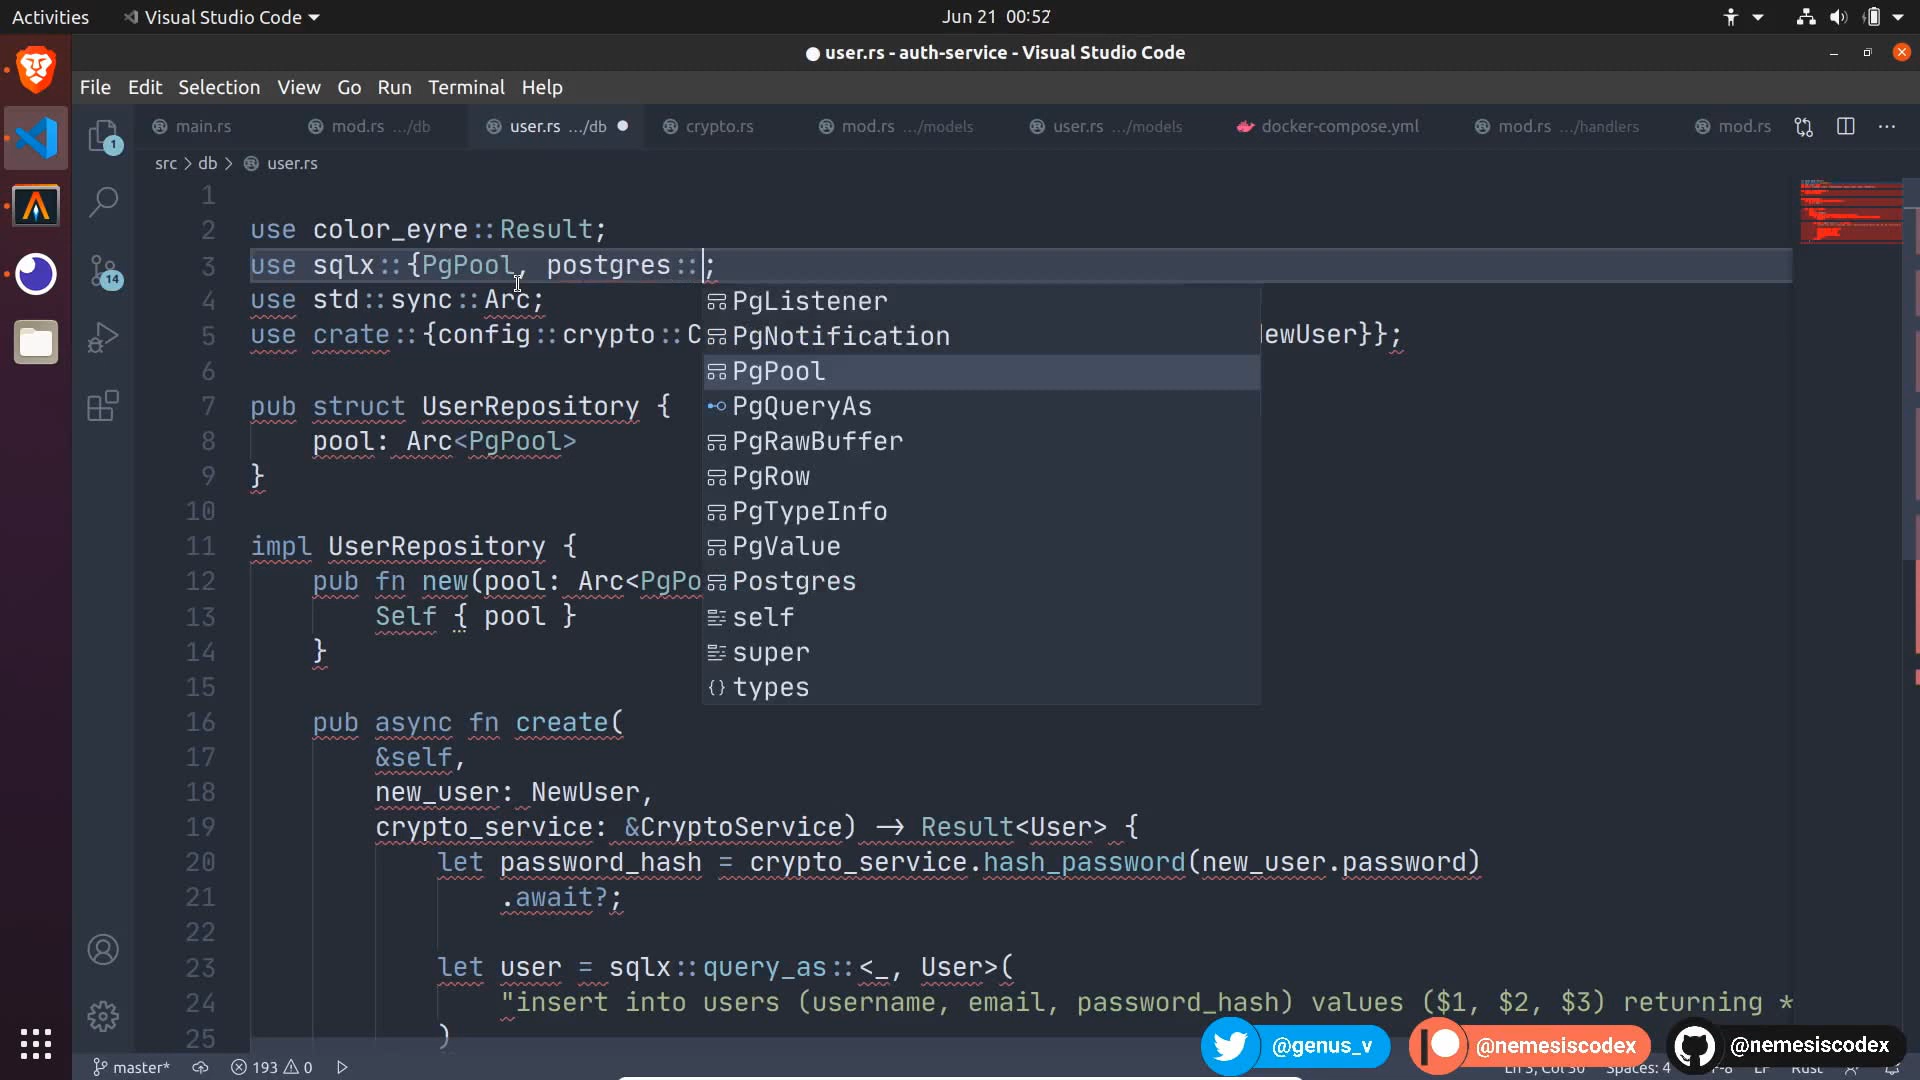 Activities
Visual Studio Code
Jun 21 00:52
user.rs - auth-service - Visual Studio Code
File Edit Selection View Go Run Terminal Help
main.rs
mod.rs .../db
user.rs .../db
crypto.rs
mod.rs .../models
user.rs .../models
docker-compose.yml
mod.rs .../handlers
mod.rs
1
14
src > db > user.rs
1
2 use color_eyre::Result;
3 use sqlx::{PgPool, postgres::;
4 use std::sync::Arc;
5 use crate::{config::crypto::C ewUser}};
6
7 pub struct UserRepository {
8 pool: Arc<PgPool>
9 }
10
11 impl UserRepository {
12 pub fn new(pool: Arc<PgPo
13 Self { pool }
14 }
15
16 pub async fn create(
17 &self,
18 new_user: NewUser,
19 crypto_service: &CryptoService) -> Result<User> {
20 let password_hash = crypto_service.hash_password(new_user.password)
21 .await?;
22
23 let user = sqlx::query_as::<_, User>(
24 "insert into users (username, email, password_hash) values ($1, $2, $3) returning *
25 )
PgListener
PgNotification
PgPool
PgQueryAs
PgRawBuffer
PgRow
PgTypeInfo
PgValue
Postgres
self
super
types
@genus_v
@nemesiscodex
@nemesiscodex
master*
193
0
Spaces: 4
Rust